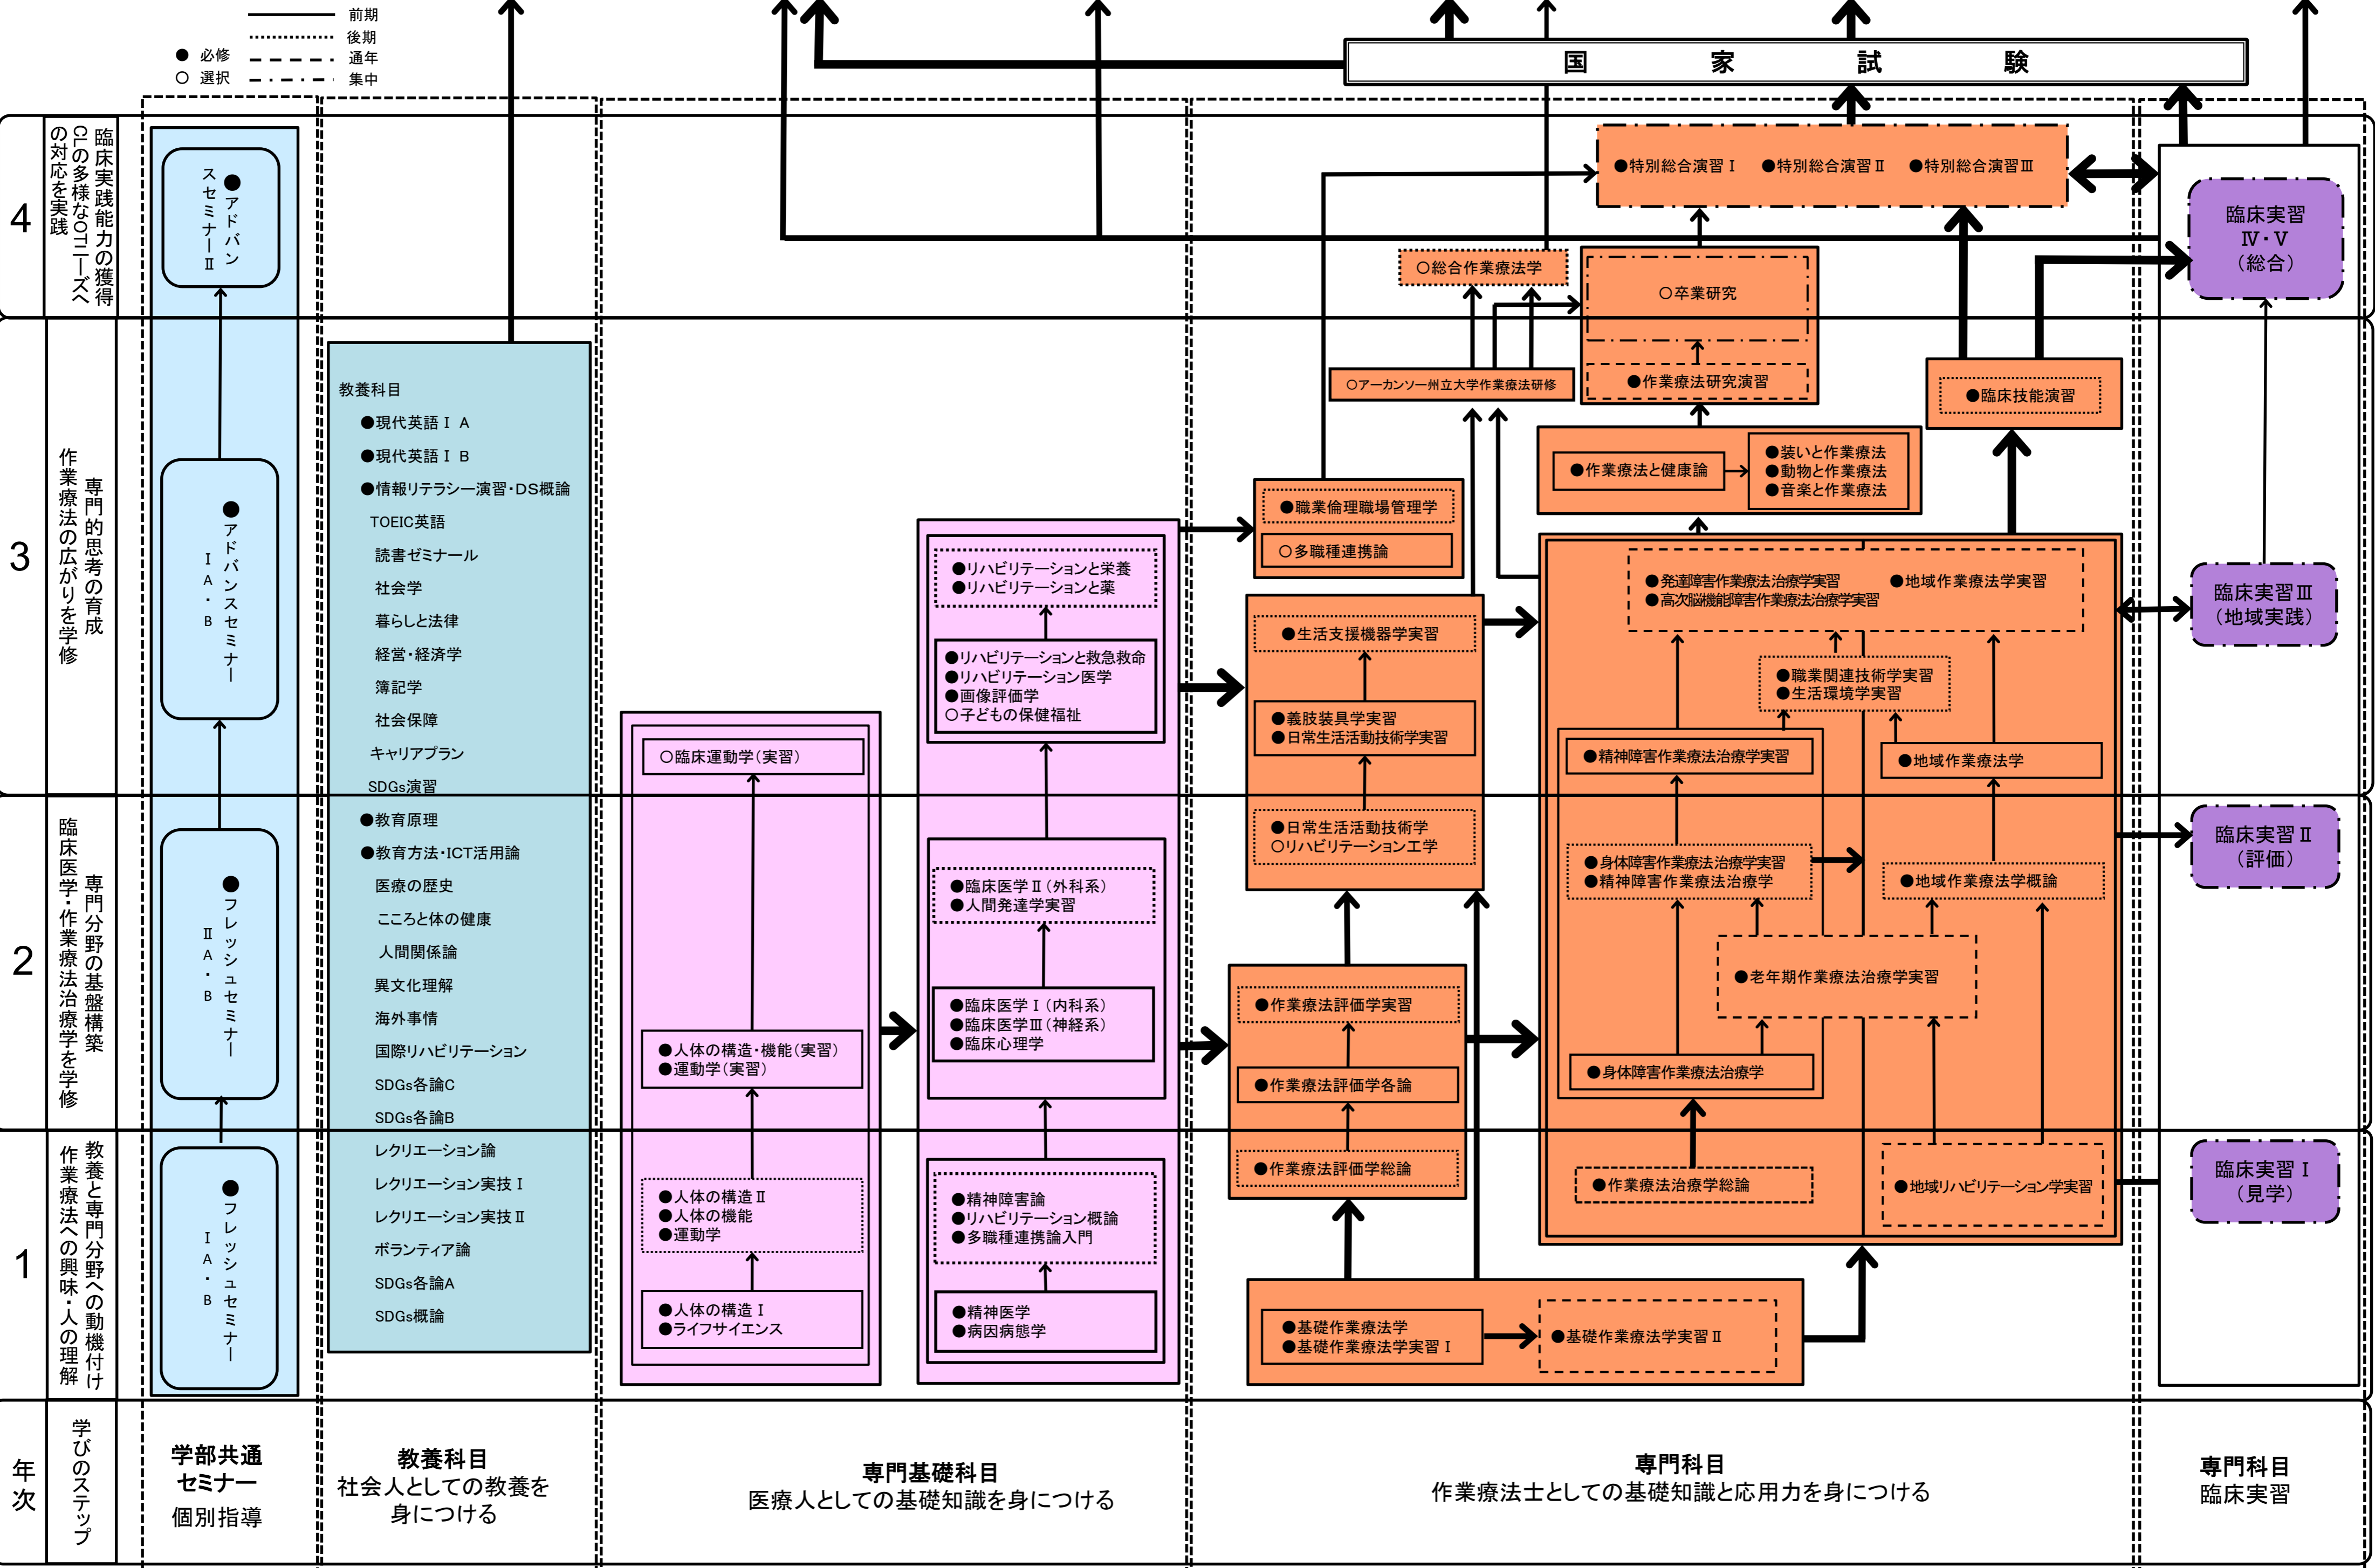 前期
後期
● 必修
通年
○ 選択
集中
国家試験
4
臨床実践能力の獲得
CLの多様なOTニーズへ
の対応を実践
●アドバン
スセミナーⅡ
●特別総合演習Ⅰ ●特別総合演習Ⅱ ●特別総合演習Ⅲ
○総合作業療法学
○卒業研究
臨床実習
Ⅳ・Ⅴ
（総合）
3
専門的思考の育成
作業療法の広がりを学修
●アドバンスセミナー
ⅠA・B
教養科目
●現代英語ⅠA
●現代英語ⅠB
●情報リテラシー演習・DS概論
TOEIC英語
読書ゼミナール
社会学
暮らしと法律
経営・経済学
簿記学
社会保障
キャリアプラン
SDGs演習
●教育原理
●教育方法・ICT活用論
医療の歴史
こころと体の健康
人間関係論
異文化理解
海外事情
国際リハビリテーション
SDGs各論C
SDGs各論B
レクリエーション論
レクリエーション実技Ⅰ
レクリエーション実技Ⅱ
ボランティア論
SDGs各論A
SDGs概論
○臨床運動学（実習）
●リハビリテーションと栄養
●リハビリテーションと薬
●リハビリテーションと救急救命
●リハビリテーション医学
●画像評価学
○子どもの保健福祉
○アーカンソー州立大学作業療法研修
●作業療法研究演習
●臨床技能演習
●作業療法と健康論
●装いと作業療法
●動物と作業療法
●音楽と作業療法
●職業倫理職場管理学
○多職種連携論
●生活支援機器学実習
●義肢装具学実習
●日常生活活動技術学実習
●発達障害作業療法治療学実習
●高次脳機能障害作業療法治療学実習
●地域作業療法学実習
●職業関連技術学実習
●生活環境学実習
●精神障害作業療法治療学実習
●地域作業療法学
臨床実習Ⅲ
（地域実践）
2
専門分野の基盤構築
臨床医学・作業療法治療学を学修
●フレッシュセミナー
ⅡA・B
●人体の構造・機能（実習）
●運動学（実習）
●臨床医学Ⅱ（外科系）
●人間発達学実習
●臨床医学Ⅰ（内科系）
●臨床医学Ⅲ（神経系）
●臨床心理学
●日常生活活動技術学
○リハビリテーション工学
●作業療法評価学実習
●作業療法評価学各論
●身体障害作業療法治療学実習
●精神障害作業療法治療学
●地域作業療法学概論
●老年期作業療法治療学実習
●身体障害作業療法治療学
臨床実習Ⅱ
（評価）
1
教養と専門分野への動機付け
作業療法への興味・人の理解
●フレッシュセミナー
ⅠA・B
●人体の構造Ⅱ
●人体の機能
●運動学
●人体の構造Ⅰ
●ライフサイエンス
●精神障害論
●リハビリテーション概論
●多職種連携論入門
●精神医学
●病因病態学
●作業療法評価学総論
●作業療法治療学総論
●地域リハビリテーション学実習
●基礎作業療法学
●基礎作業療法学実習Ⅰ
●基礎作業療法学実習Ⅱ
臨床実習Ⅰ
（見学）
年次
学びのステップ
学部共通
セミナー
個別指導
教養科目
社会人としての教養を
身につける
専門基礎科目
医療人としての基礎知識を身につける
専門科目
作業療法士としての基礎知識と応用力を身につける
専門科目
臨床実習